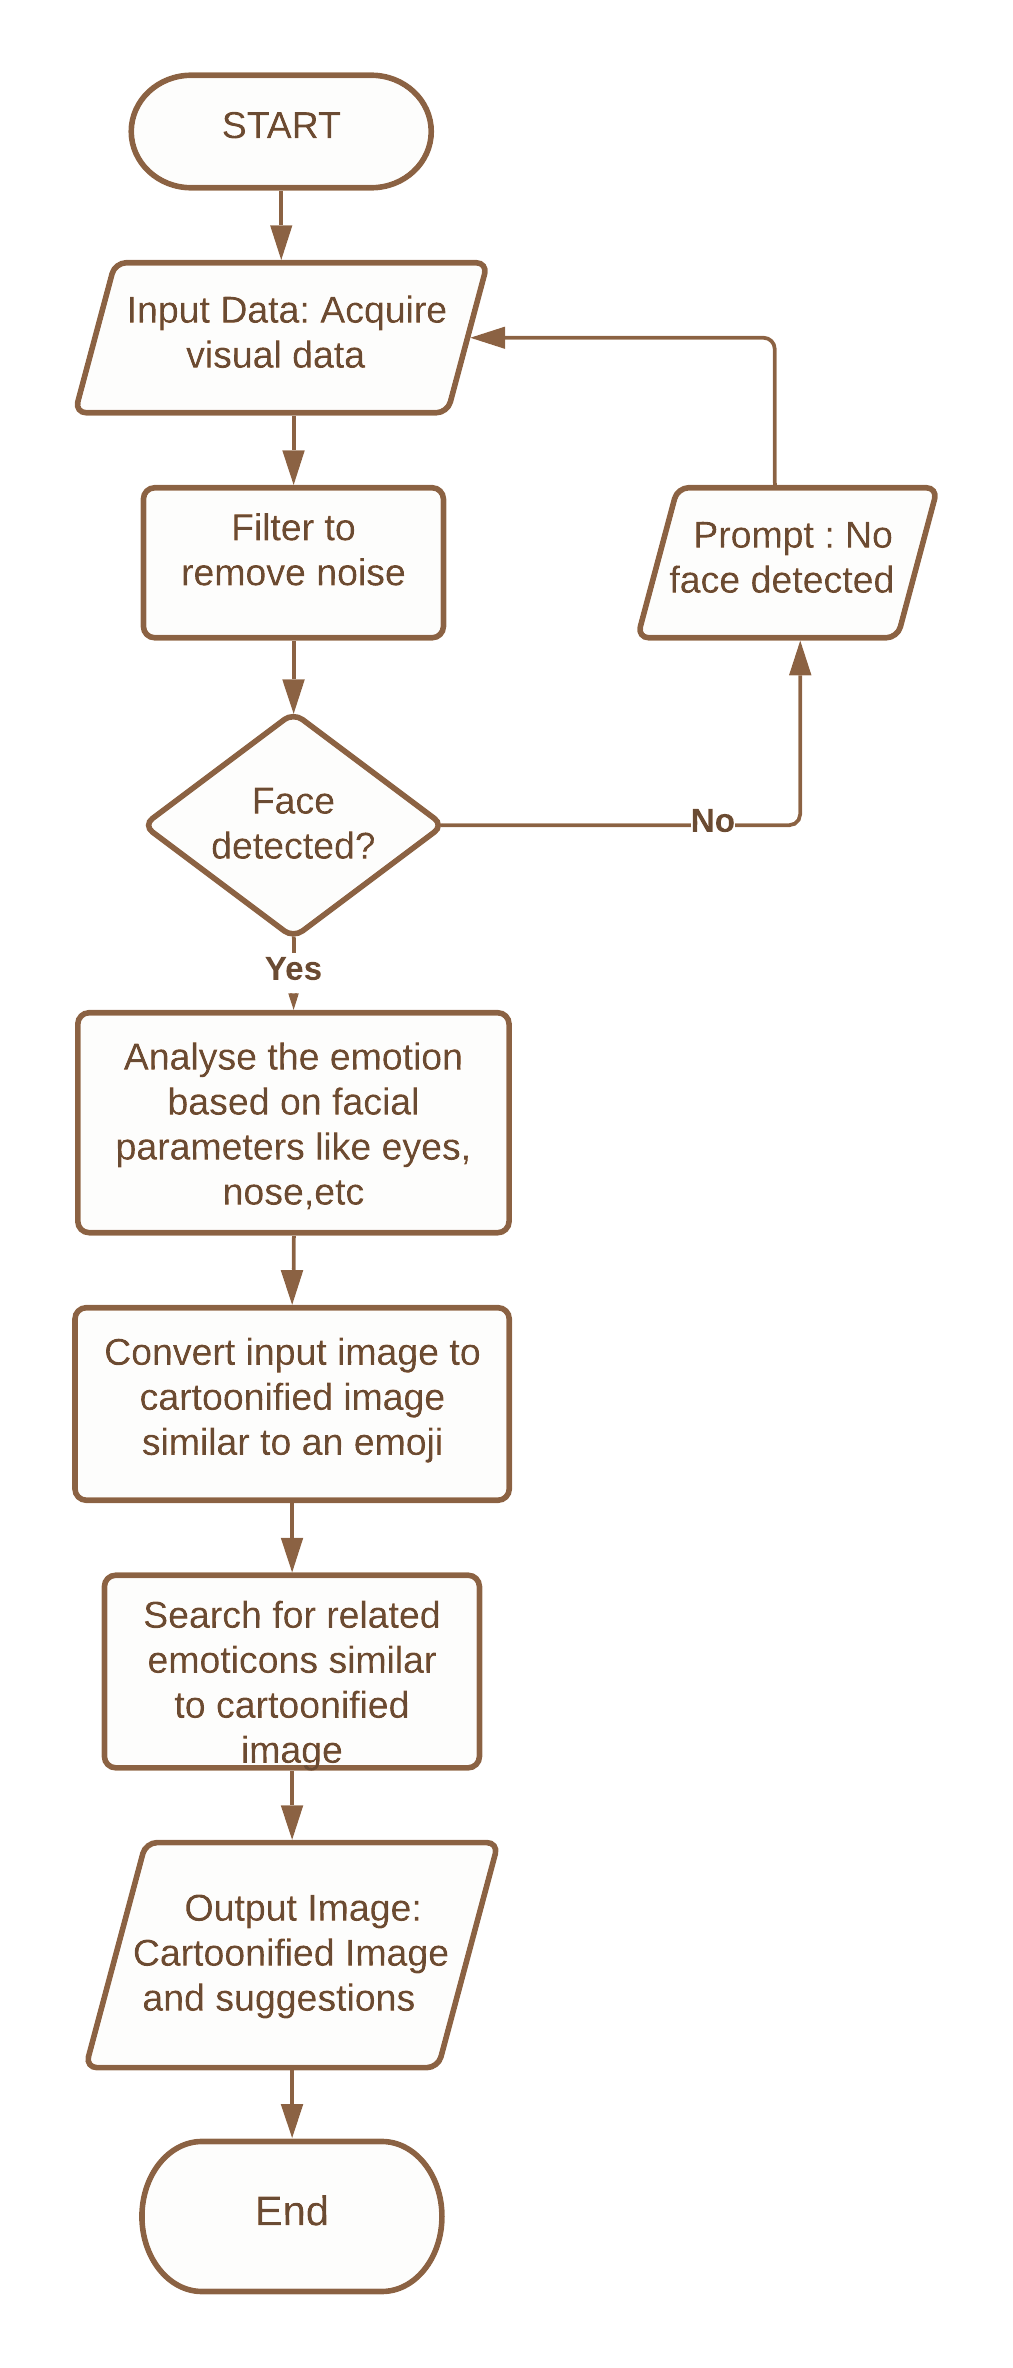 START
Input Data: Acquire
visual data
Filter to
remove noise
Prompt : No
face detected
Face
detected?
No
Yes
Analyse the emotion
based on facial
parameters like eyes,
nose,etc
Convert input image to
cartoonified image
similar to an emoji
Search for related
emoticons similar
to cartoonified
image
Output Image:
Cartoonified Image
and suggestions
End